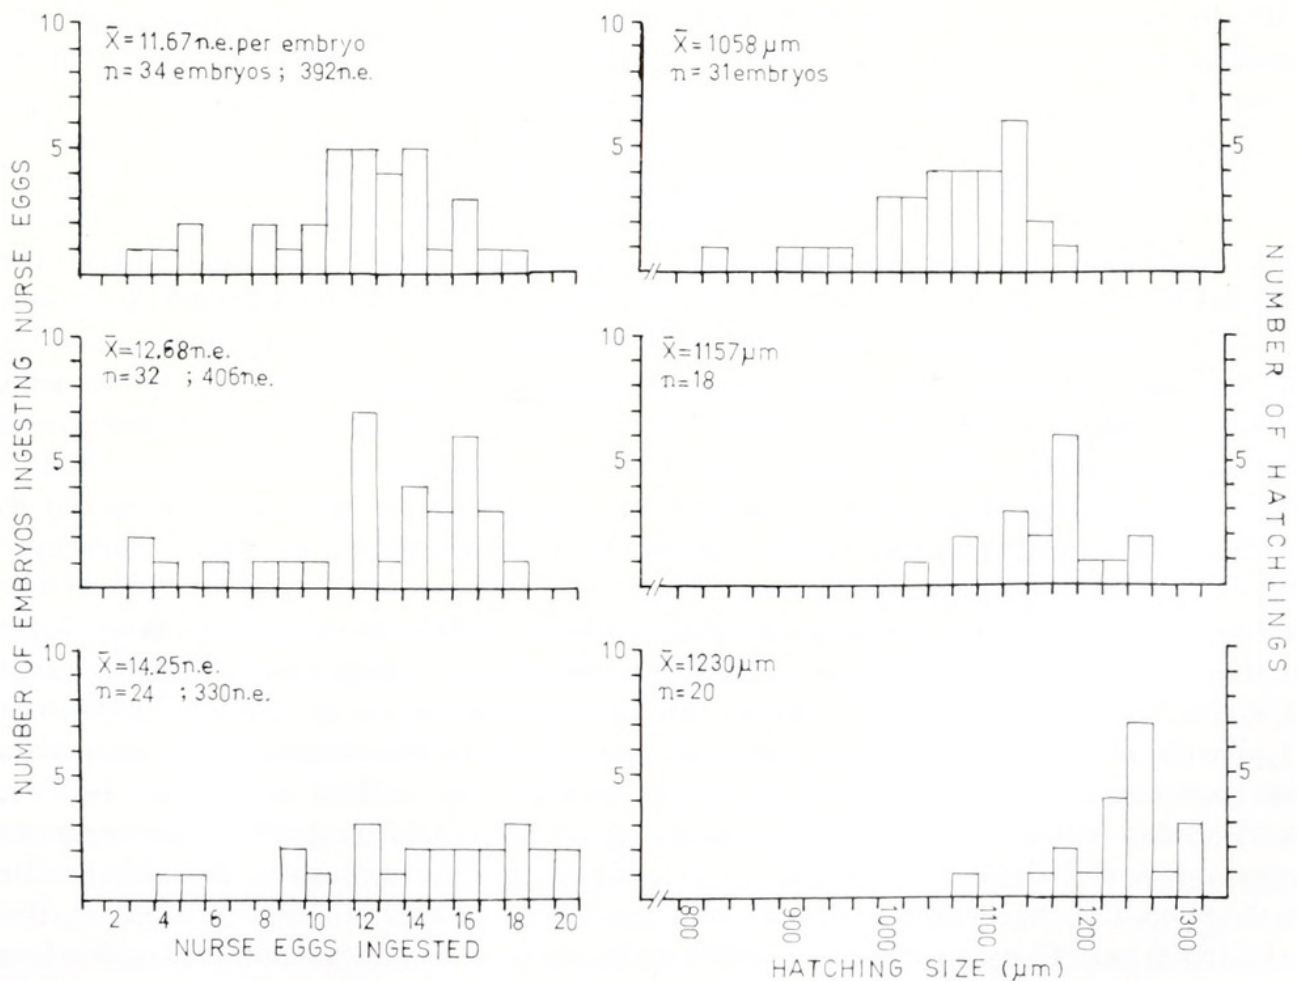 NUMBER OF EMBRYOS INGESTING NURSE EGGS
10
5
X̄=11.67n.e.per embryo
n=34 embryos ; 392n.e.
10
5
X̄=1058µm
n=31embryos
5
10
5
X̄=12.68n.e.
n=32 ; 406n.e.
10
5
X̄=1157µm
n=18
5
10
5
X̄=14.25n.e.
n=24 ; 330n.e.
2 4 6 8 10 12 14 16 18 20
NURSE EGGS INGESTED
10
5
X̄=1230µm
n=20
5
800 900 1000 1100 1200 1300
HATCHING SIZE (µm)
NUMBER OF HATCHLINGS